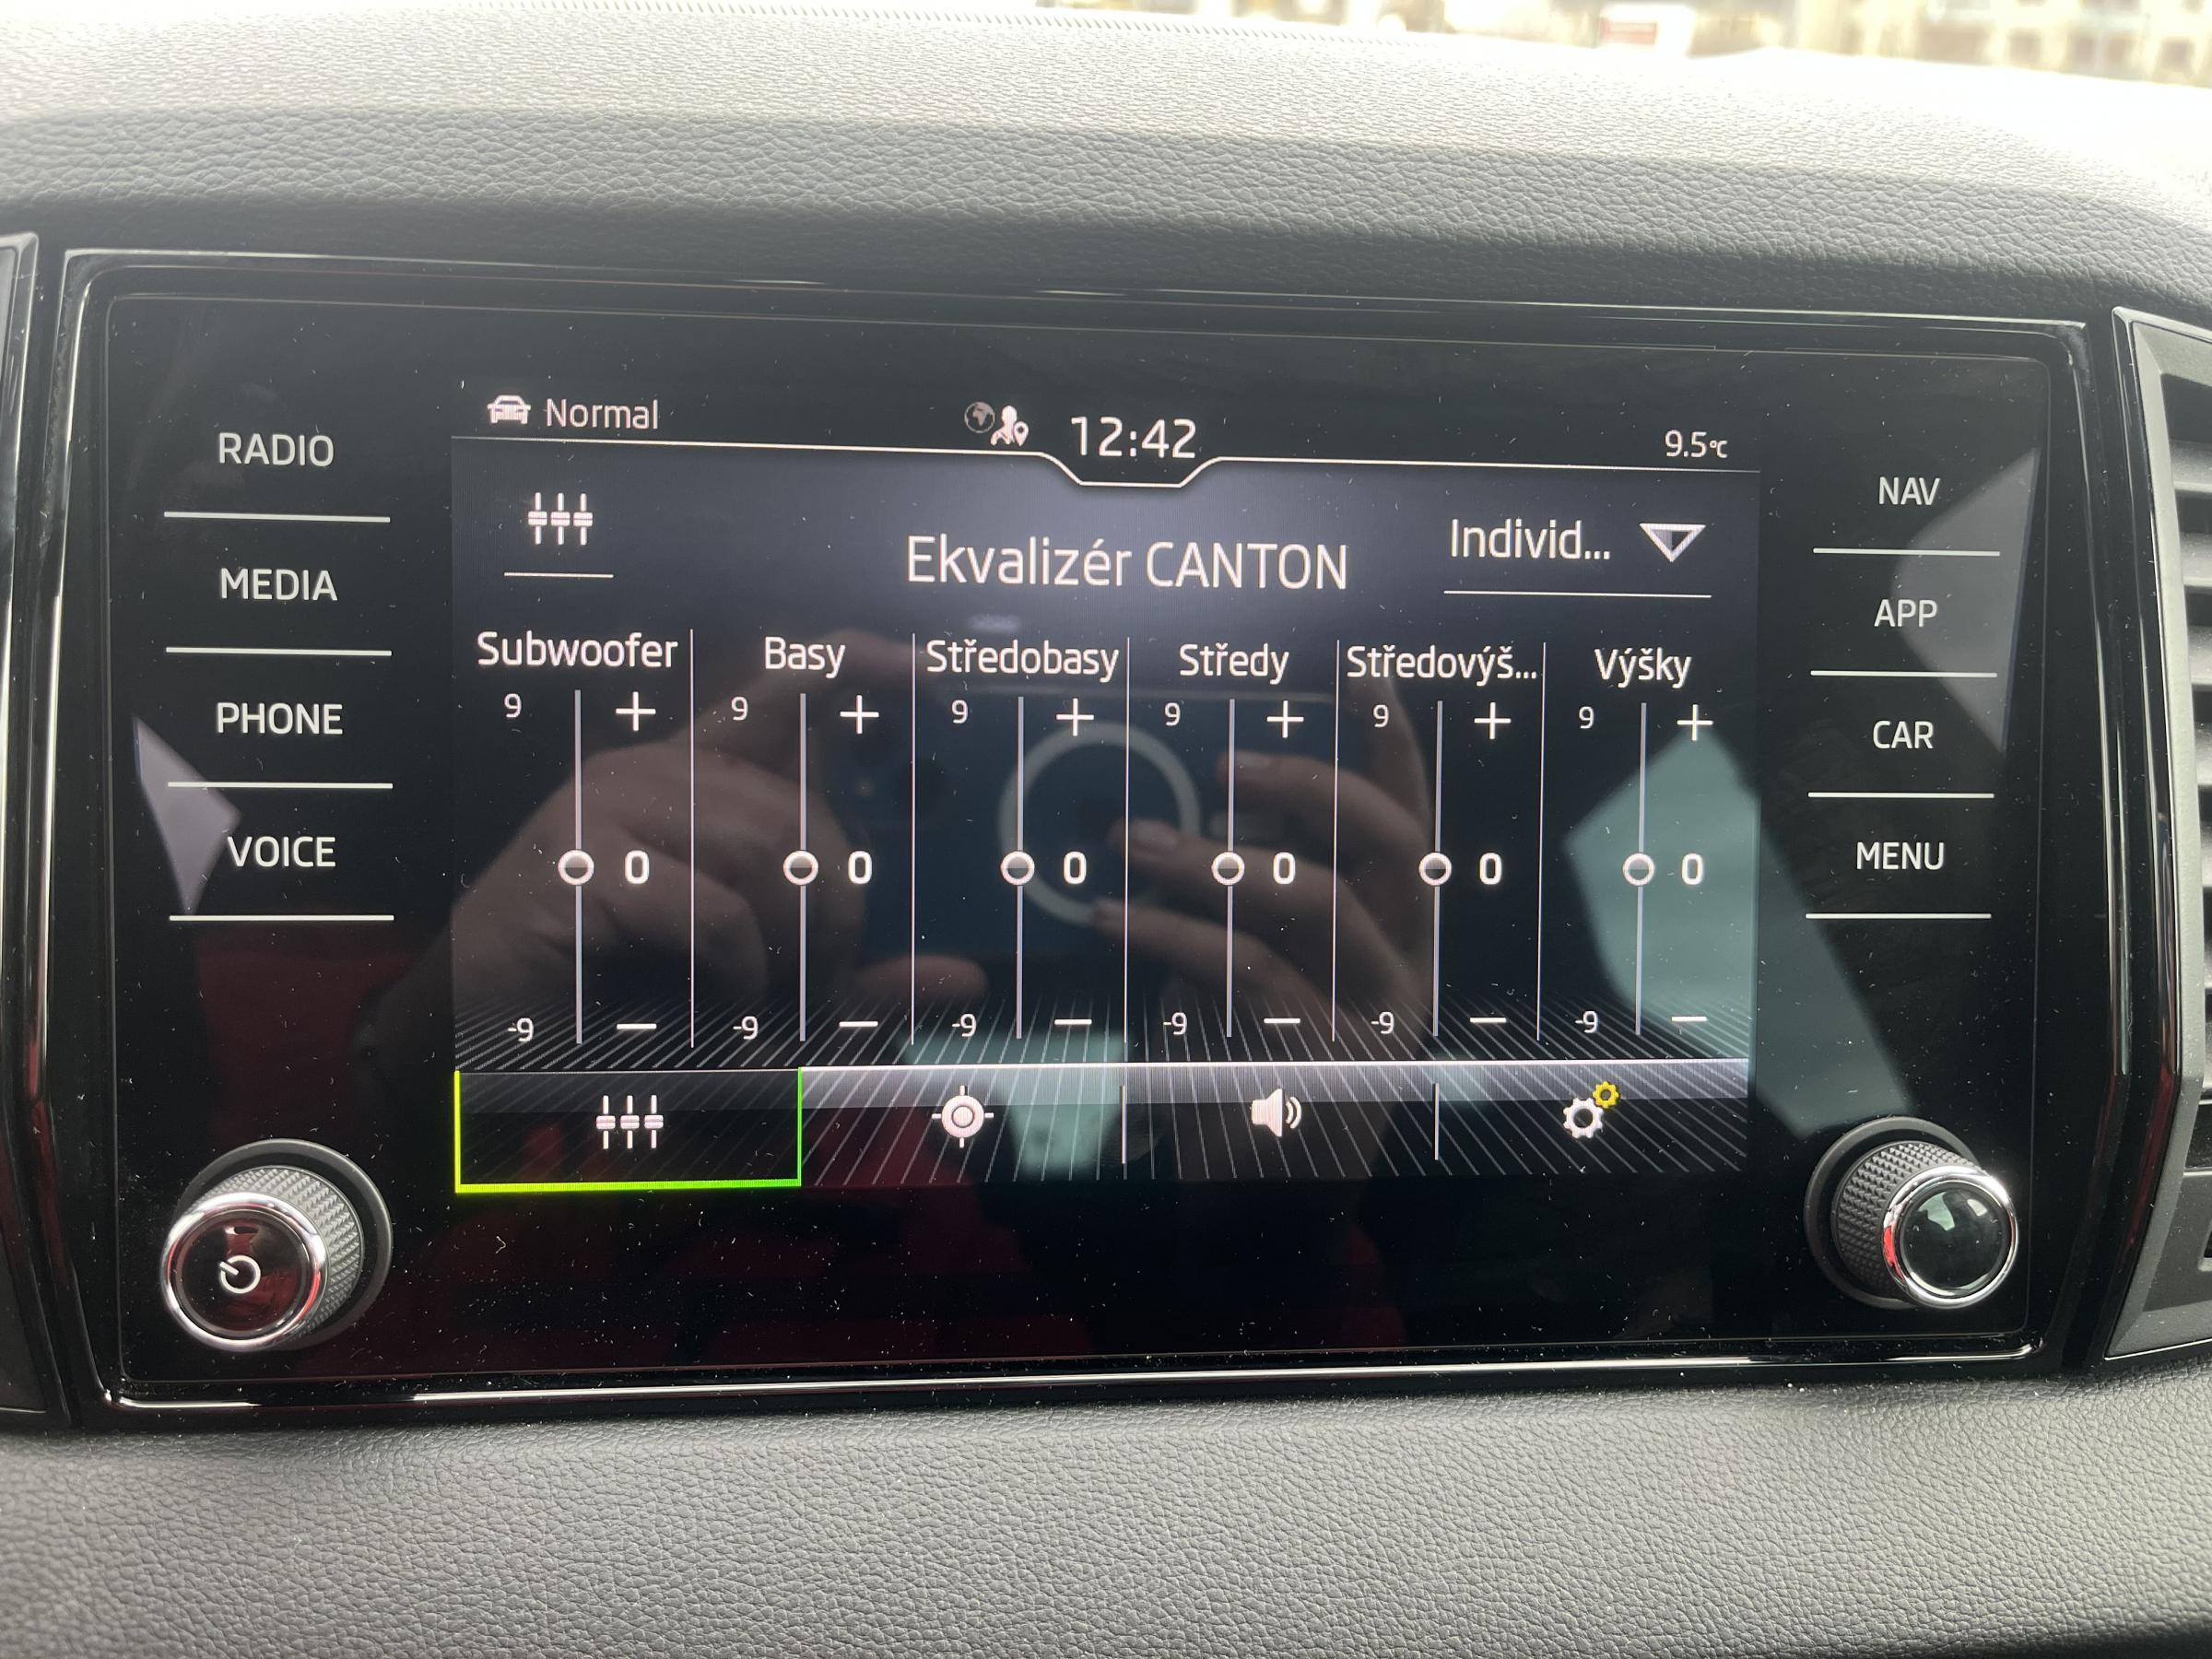 Normal
12:42
9.5°C
RADIO
MEDIA
PHONE
VOICE
Ekvalizér CANTON
Individ...
Subwoofer
Basy
Středobasy
Středy
Středovýš...
Výšky
9 + 9 + 9 + 9 + 9 + 9 +
0 0 0 0 0 0
-9 — -9 — -9 — -9 — -9 — -9 —
NAV
APP
CAR
MENU